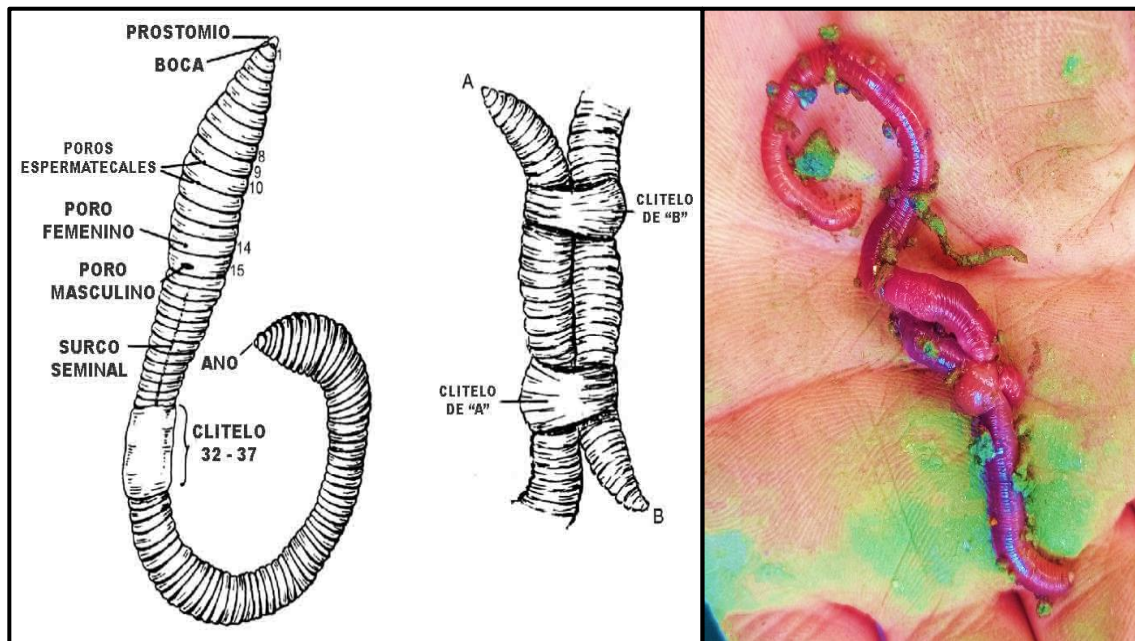 PROSTOMIO
BOCA
1
POROS
ESPERMATECALES
8
9
10
PORO
FEMENINO
14
PORO
MASCULINO
15
SURCO
SEMINAL
ANO
CLITELO
32 - 37
A
CLITELO
DE “B”
CLITELO
DE “A”
B